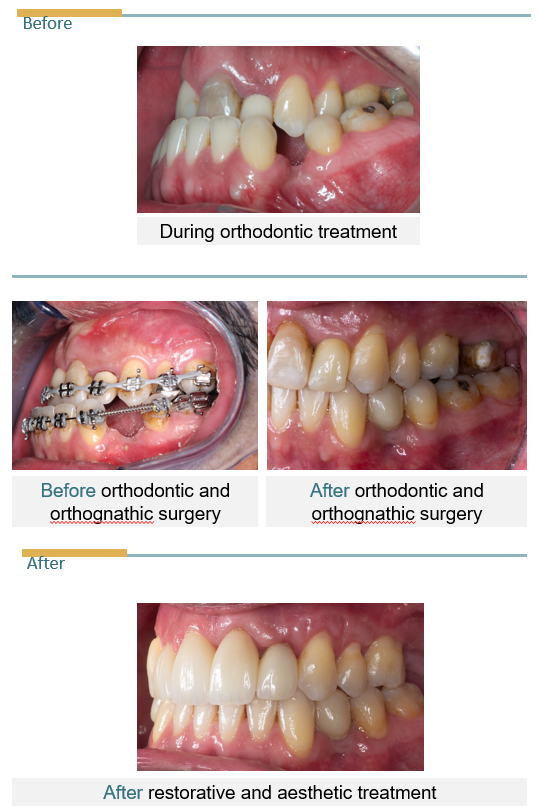 Before
During orthodontic treatment
Before orthodontic and
orthognathic surgery
After orthodontic and
orthognathic surgery
After
After restorative and aesthetic treatment